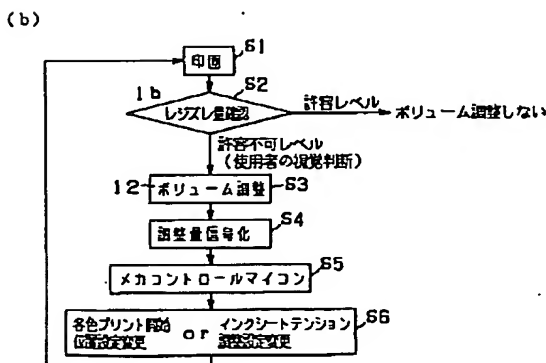 (b)
S1
印画
S2
1b
レジズレ量確認
許容レベル
ボリューム調整しない
許容不可レベル
(使用者の視覚判断)
12 ボリューム調整 S3
調整量信号化 S4
メカコントロールマイコン S5
S6
各色プリント開始
位置設定変更
or
インクシートテンション
調整設定変更